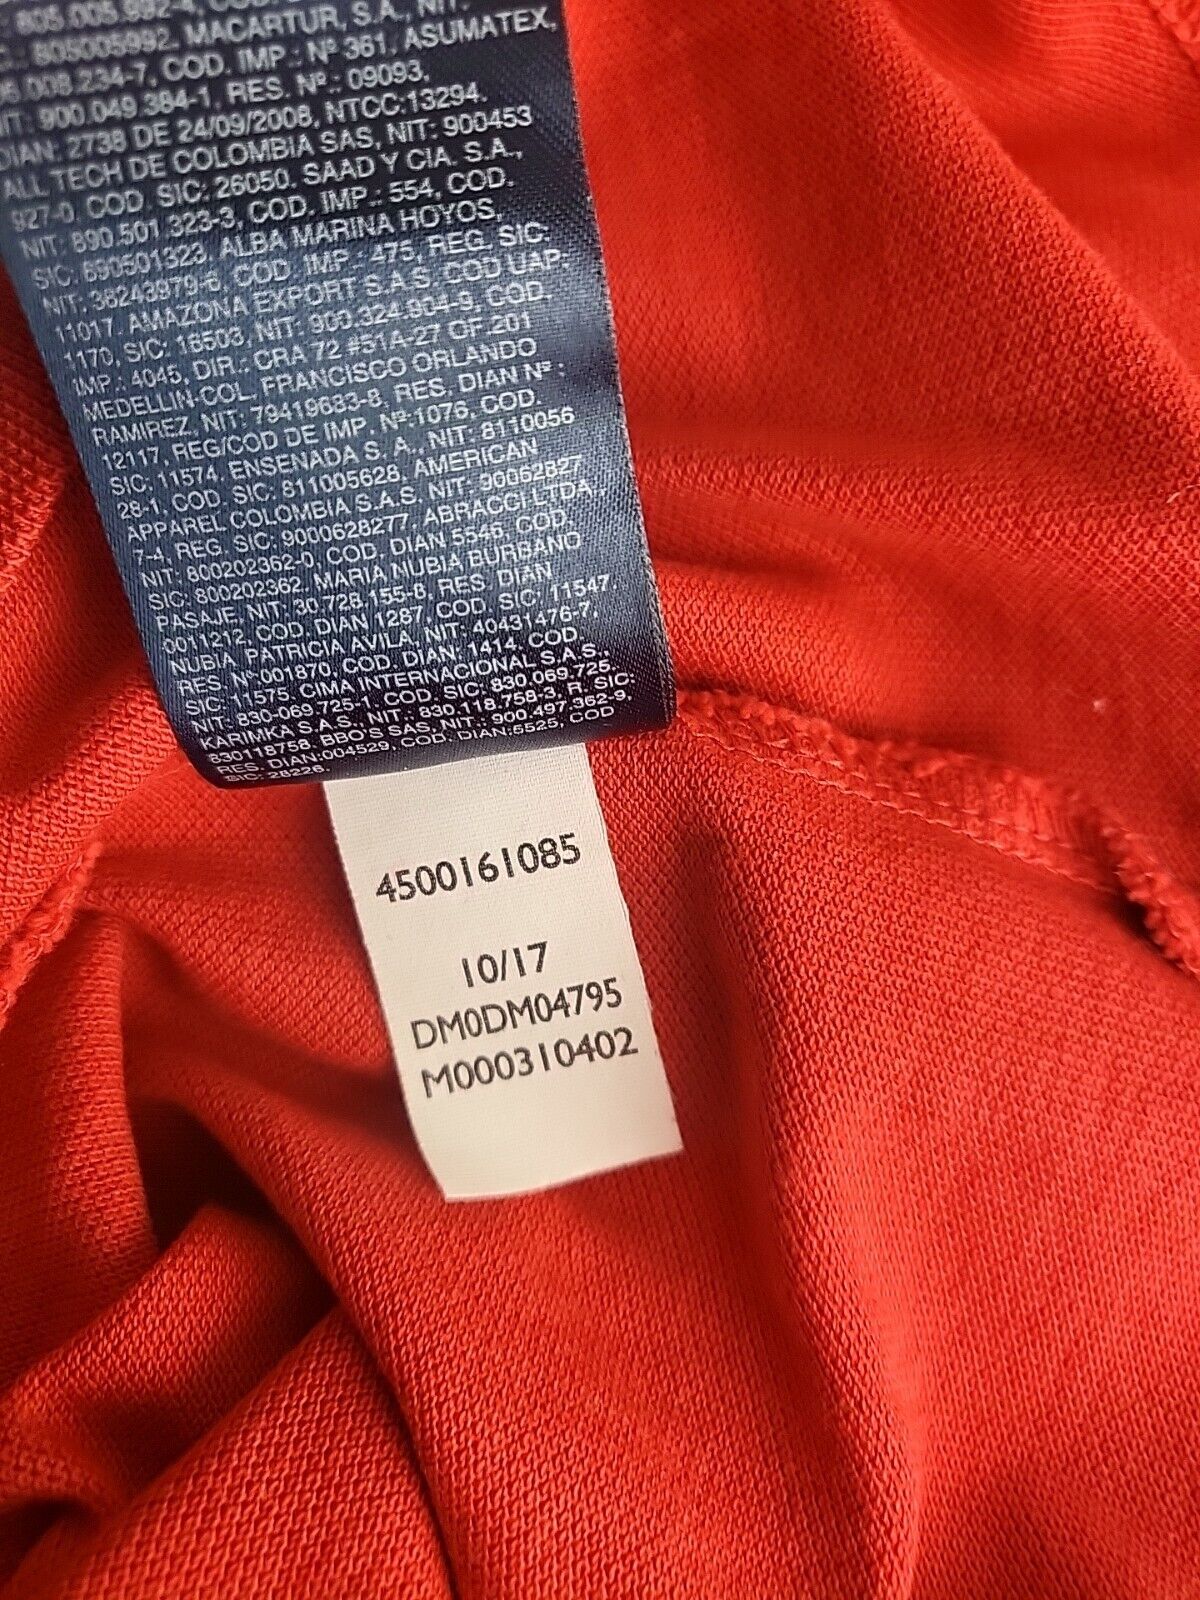 805.005.992-4, COD.
805005992, MACARTUR, S.A., NIT:
.008.234-7, COD. IMP.: Nº 361, ASUMATEX,
NIT: 900.049.384-1, RES. Nº.: 09093,
DIAN: 2738 DE 24/09/2008, NTCC:13294.
ALL TECH DE COLOMBIA SAS, NIT: 900453
927-0, COD. SIC: 26050. SAAD Y CIA. S.A.,
NIT: 890.501.323-3, COD. IMP.: 554, COD.
SIC: 890501323, ALBA MARINA HOYOS,
NIT: 38243979-6, COD. IMP.: 475, REG. SIC:
11017, AMAZONA EXPORT S.A.S. COD UAP:
1170, SIC: 16503, NIT: 900.324.904-9, COD.
IMP.: 4045, DIR.: CRA 72 #51A-27 OF.201
MEDELLIN-COL, FRANCISCO ORLANDO
RAMIREZ, NIT: 79419633-8, RES. DIAN Nº:
12117, REG/COD DE IMP. Nº:1076, COD.
SIC: 11574, ENSENADA S. A., NIT: 8110056
28-1, COD. SIC: 811005628, AMERICAN
APPAREL COLOMBIA S.A.S, NIT: 90062827
7-4, REG. SIC: 9000628277, ABRACCI LTDA.,
NIT: 800202362-0, COD. DIAN 5546, COD.
SIC: 800202362, MARIA NUBIA BURBANO
PASAJE, NIT: 30.728.155-8, RES. DIAN
0011212, COD. DIAN 1287, COD. SIC: 11547,
NUBIA, PATRICIA AVILA, NIT: 40431476-7,
RES. Nº001870, COD. DIAN: 1414, COD.
SIC: 11575, CIMA INTERNACIONAL S.A.S.,
NIT: 830-069.725-1, COD. SIC: 830.069.725,
KARIMKA S.A.S. NIT.: 830.118.758-3, R. SIC:
830118758, BBO'S SAS, NIT.: 900.497.362-9,
RES. DIAN:004529, COD. DIAN:5525, COD
SIC: 28226.
4500161085
10/17
DM0DM04795
M000310402